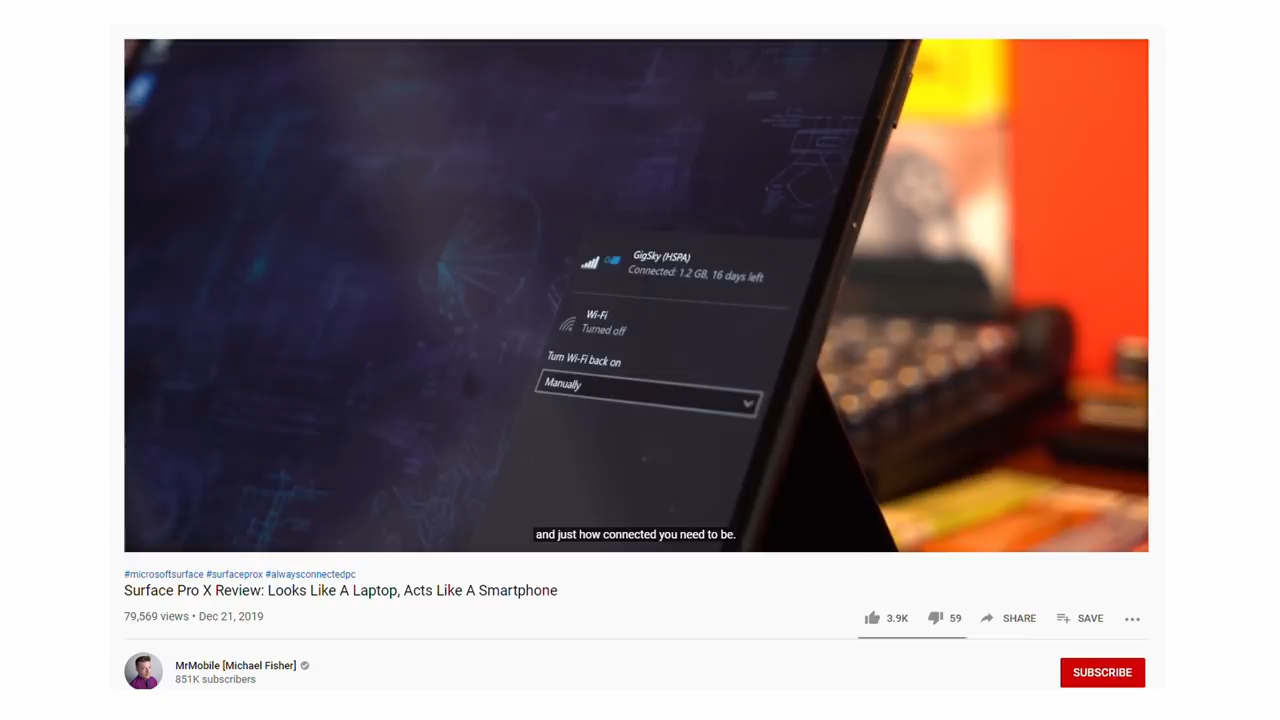 GigSky (HSPA)
Connected: 1.2 GB, 16 days left
Wi-Fi
Turned off
Turn Wi-Fi back on
Manually
and just how connected you need to be.
#microsoftsurface #surfaceprox #alwaysconnectedpc
Surface Pro X Review: Looks Like A Laptop, Acts Like A Smartphone
79,569 views • Dec 21, 2019
3.9K 59 SHARE SAVE
MrMobile [Michael Fisher]
851K subscribers
SUBSCRIBE